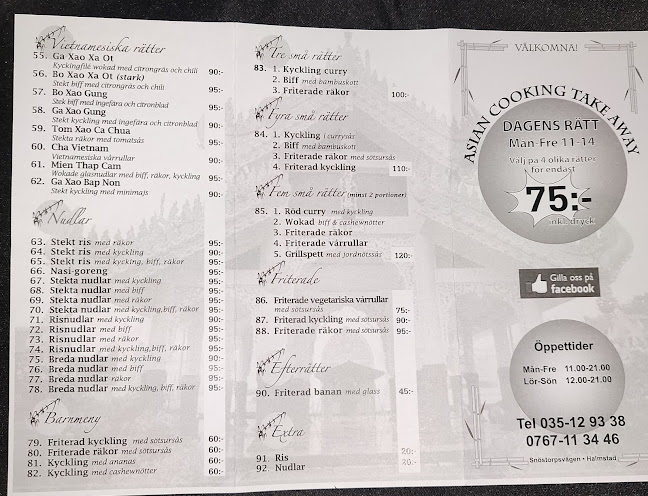 Vietnamesiska rätter
55. Ga Xao Xa Ot
Kycklingfilé wokad med citrongräs och chili 90:-
56. Bo Xao Xa Ot (stark)
Stekt biff med citrongräs och chili 90:-
57. Bo Xao Gung
Stek biff med ingefära och citronblad 90:-
58. Ga Xao Gung
Stekt kyckling med ingefära och citronblad 90:-
59. Tom Xao Ca Chua
Stekta räkor med tomatsås 95:-
60. Cha Vietnam
Vietnamesiska vårrullar 90:-
61. Mien Thap Cam
Wokade glasnudlar med biff, räkor, kyckling 95:-
62. Ga Xao Bap Non
Stekt kyckling med minimajs 90:-
Nudlar
63. Stekt ris med räkor 95:-
64. Stekt ris med kyckling 90:-
65. Stekt ris med kyckling, biff, räkor 95:-
66. Nasi-goreng 95:-
67. Stekta nudlar med kyckling 90:-
68. Stekta nudlar med biff 95:-
69. Stekta nudlar med räkor 95:-
70. Stekta nudlar med kyckling,biff, räkor 95:-
71. Risnudlar med kyckling 90:-
72. Risnudlar med biff 95:-
73. Risnudlar med räkor 95:-
74. Risnudlar med kyckling,biff, räkor 95:-
75. Breda nudlar med kyckling 90:-
76. Breda nudlar med biff 95:-
77. Breda nudlar med räkor 95:-
78. Breda nudlar med kyckling, biff, räkor 95:-
Barnmeny
79. Friterad kyckling med sötsursås 60:-
80. Friterade räkor med sötsursås 60:-
81. Kyckling med ananas 60:-
82. Kyckling med cashewnötter 60:-
Tre små rätter
83. 1. Kyckling curry
2. Biff med bambuskott
3. Friterade räkor 100:-
Fyra små rätter
84. 1. Kyckling i currysås
2. Biff med bambuskott
3. Friterade räkor med sötsursås
4. Friterad kyckling 110:-
Fem små rätter (minst 2 portioner)
85. 1. Röd curry med kyckling
2. Wokad biff & cashewnötter
3. Friterade räkor
4. Friterade vårrullar
5. Grillspett med jordnötssås 120:-
Friterade
86. Friterade vegetariska vårrullar
med sötsursås 75:-
87. Friterad kyckling med sötsursås 90:-
88. Friterade räkor med sötsursås 95:-
Efterrätter
90. Friterad banan med glass 45:-
Extra
91. Ris 20:-
92. Nudlar 20:-
VÄLKOMNA!
ASIAN COOKING TAKE AWAY
DAGENS RÄTT
Mån-Fre 11-14
Välj på 4 olika rätter
för endast
75:-
inkl. dryck
Gilla oss på
facebook
Öppettider
Mån-Fre 11.00-21.00
Lör-Sön 12.00-21.00
Tel 035-12 93 38
0767-11 34 46
Snöstorpsvägen - Halmstad